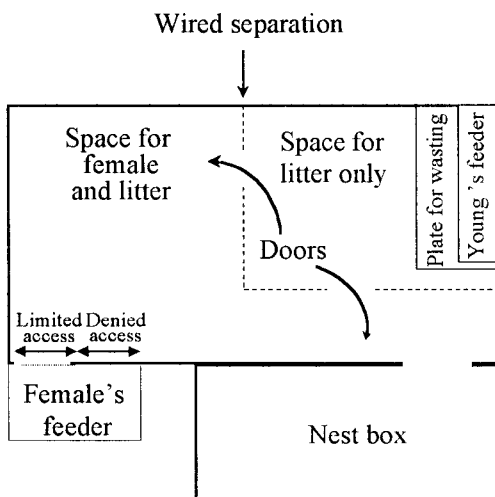 Wired separation
Space for
female
and litter
Space for
litter only
Plate for wasting
Young 's feeder
Doors
Limited
access
Denied
access
Female's
feeder
Nest box